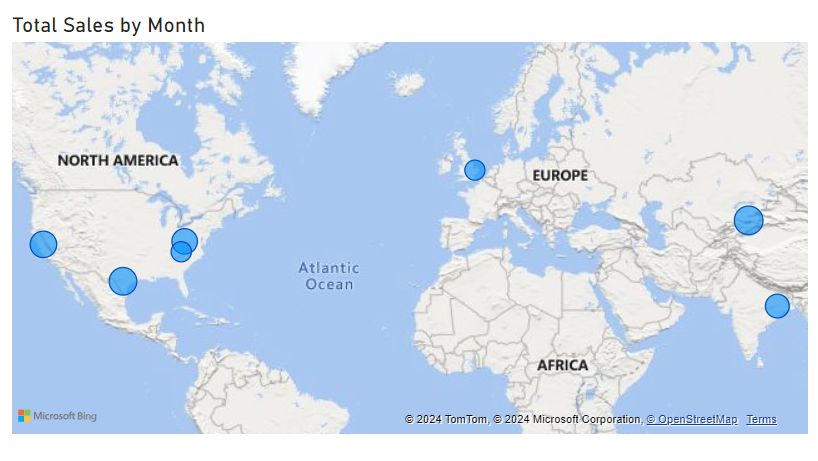 Total Sales by Month
NORTH AMERICA
EUROPE
Atlantic
Ocean
AFRICA
Microsoft Bing
© 2024 TomTom, © 2024 Microsoft Corporation, © OpenStreetMap Terms